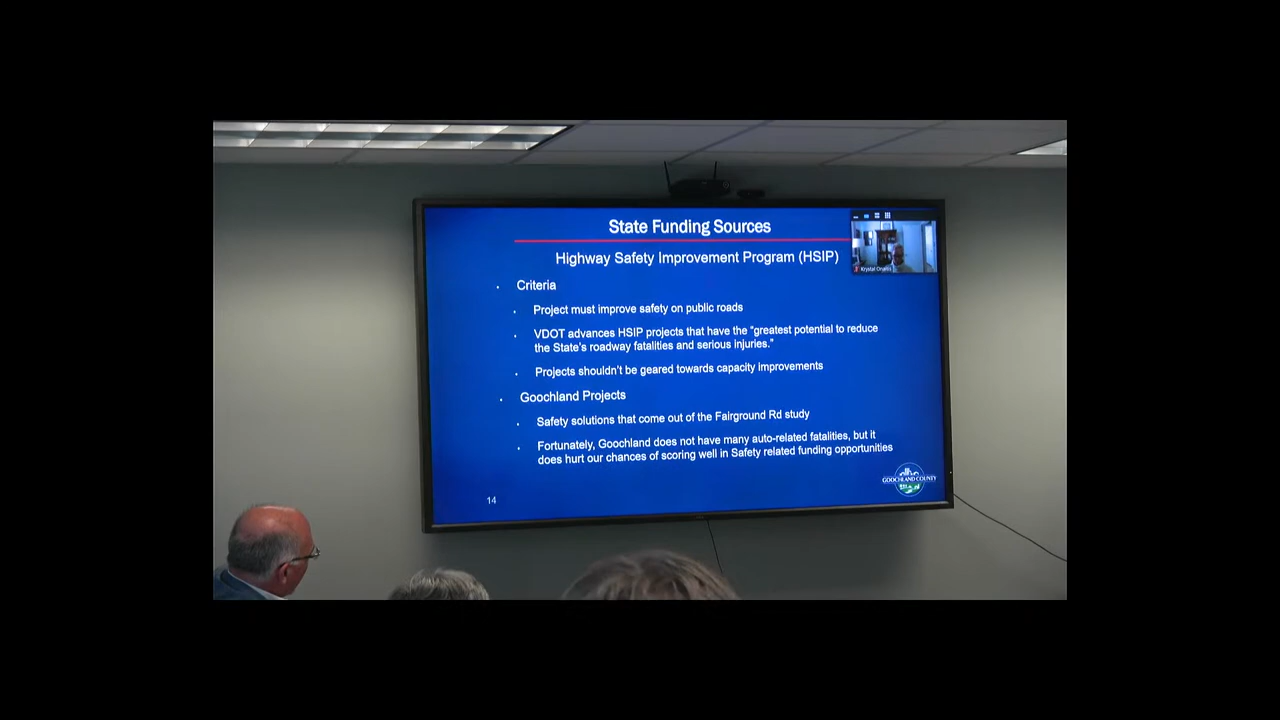 State Funding Sources
Highway Safety Improvement Program (HSIP)
Krystal
• Criteria
• Project must improve safety on public roads
• VDOT advances HSIP projects that have the "greatest potential to reduce
the State's roadway fatalities and serious injuries."
• Projects shouldn't be geared towards capacity improvements
• Goochland Projects
• Safety solutions that come out of the Fairground Rd study
• Fortunately, Goochland does not have many auto-related fatalities, but it
does hurt our chances of scoring well in Safety related funding opportunities
GOOCHLAND COUNTY
14